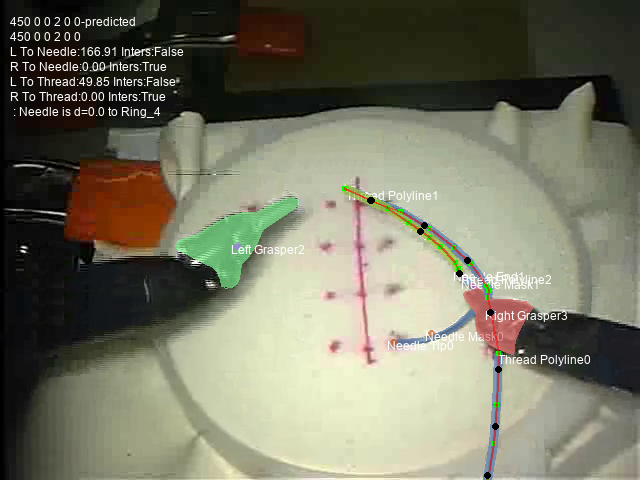 450 0 0 2 0 0-predicted
450 0 0 2 0 0
L To Needle:166.91 Inters:False
R To Needle:0.00 Inters:True
L To Thread:49.85 Inters:False
R To Thread:0.00 Inters:True
: Needle is d=0.0 to Ring_4
Thread Polyline1
Left Grasper2
Thread Polyline2
Needle Mask1
Right Grasper3
Needle Mask0
Needle Tip0
Thread Polyline0